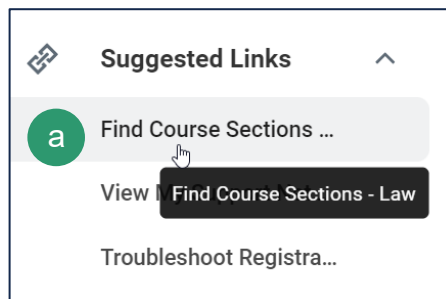 Suggested Links
a
Find Course Sections ...
Find Course Sections - Law
View
Troubleshoot Registra...